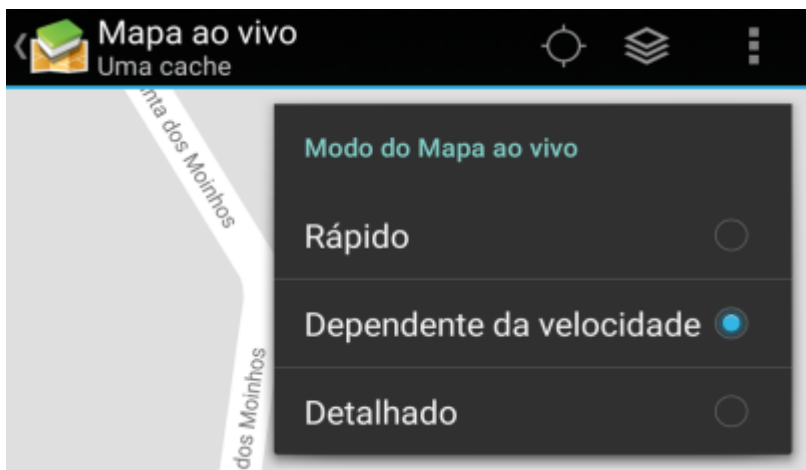 Mapa ao vivo
Uma cache
nta dos Moinhos
dos Moinhos
Modo do Mapa ao vivo
Rápido
Dependente da velocidade
Detalhado